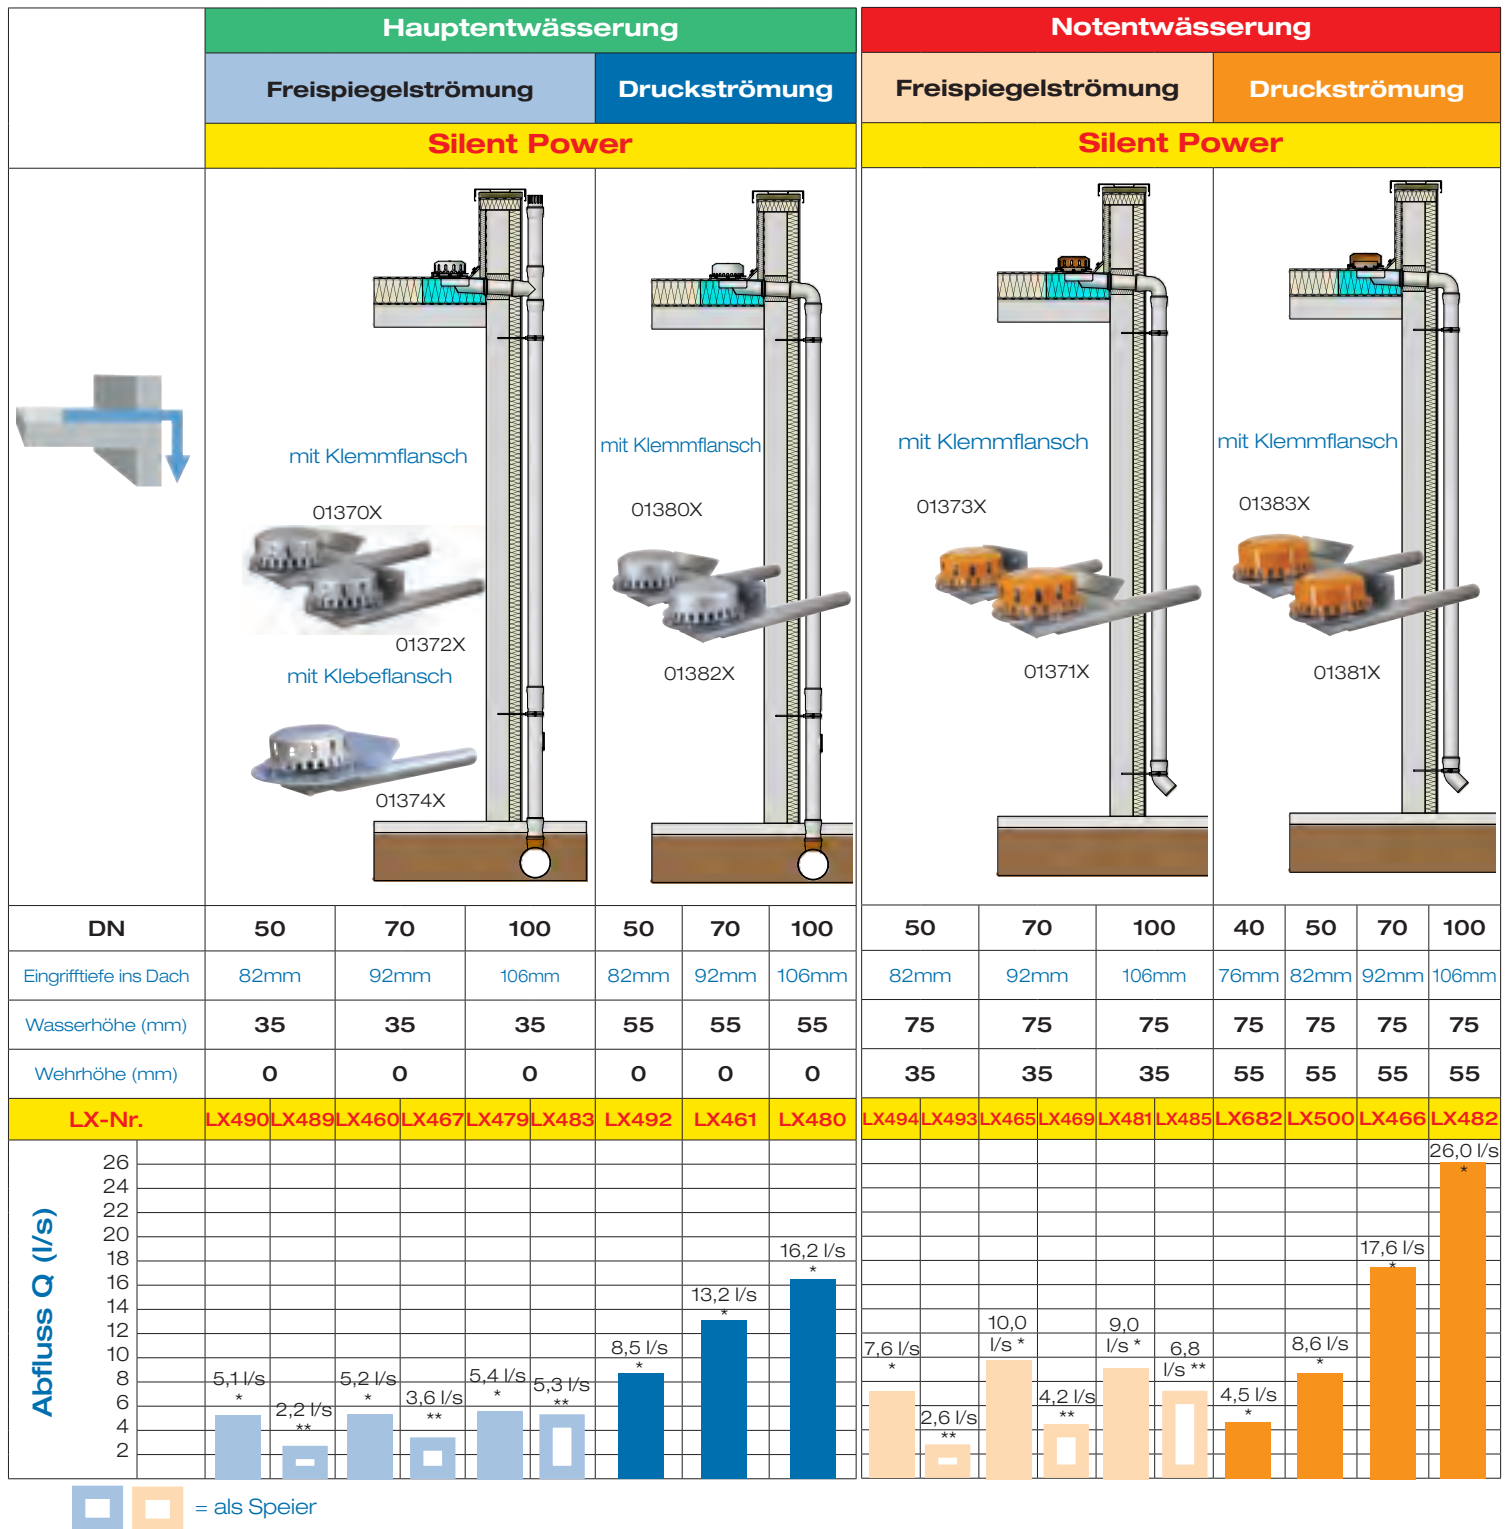 Hauptentwässerung Notentwässerung
Freispiegelströmung Druckströmung Freispiegelströmung Druckströmung
Silent Power Silent Power
mit Klemmflansch mit Klemmflansch mit Klemmflansch mit Klemmflansch
01370X 01380X 01373X 01383X
01372X 01382X 01371X 01381X
mit Klebeflansch
01374X
DN 50 70 100 50 70 100 50 70 100 40 50 70 100
Eingrifftiefe ins Dach 82mm 92mm 106mm 82mm 92mm 106mm 82mm 92mm 106mm 76mm 82mm 92mm 106mm
Wasserhöhe (mm) 35 35 35 55 55 55 75 75 75 75 75 75 75
Wehrhöhe (mm) 0 0 0 0 0 0 35 35 35 55 55 55 55
LX-Nr. LX490 LX489 LX460 LX467 LX479 LX483 LX492 LX461 LX480 LX494 LX493 LX465 LX469 LX481 LX485 LX682 LX500 LX466 LX482
Abfluss Q (l/s)
26
24
22
20
18
16
14
12
10
8
6
4
2
5,1 l/s
*
2,2 l/s
**
5,2 l/s
*
3,6 l/s
**
5,4 l/s
*
5,3 l/s
**
8,5 l/s
*
13,2 l/s
*
16,2 l/s
*
7,6 l/s
*
2,6 l/s
**
10,0
l/s *
4,2 l/s
**
9,0
l/s *
6,8
l/s **
4,5 l/s
*
8,6 l/s
*
17,6 l/s
*
26,0 l/s
*
= als Speier